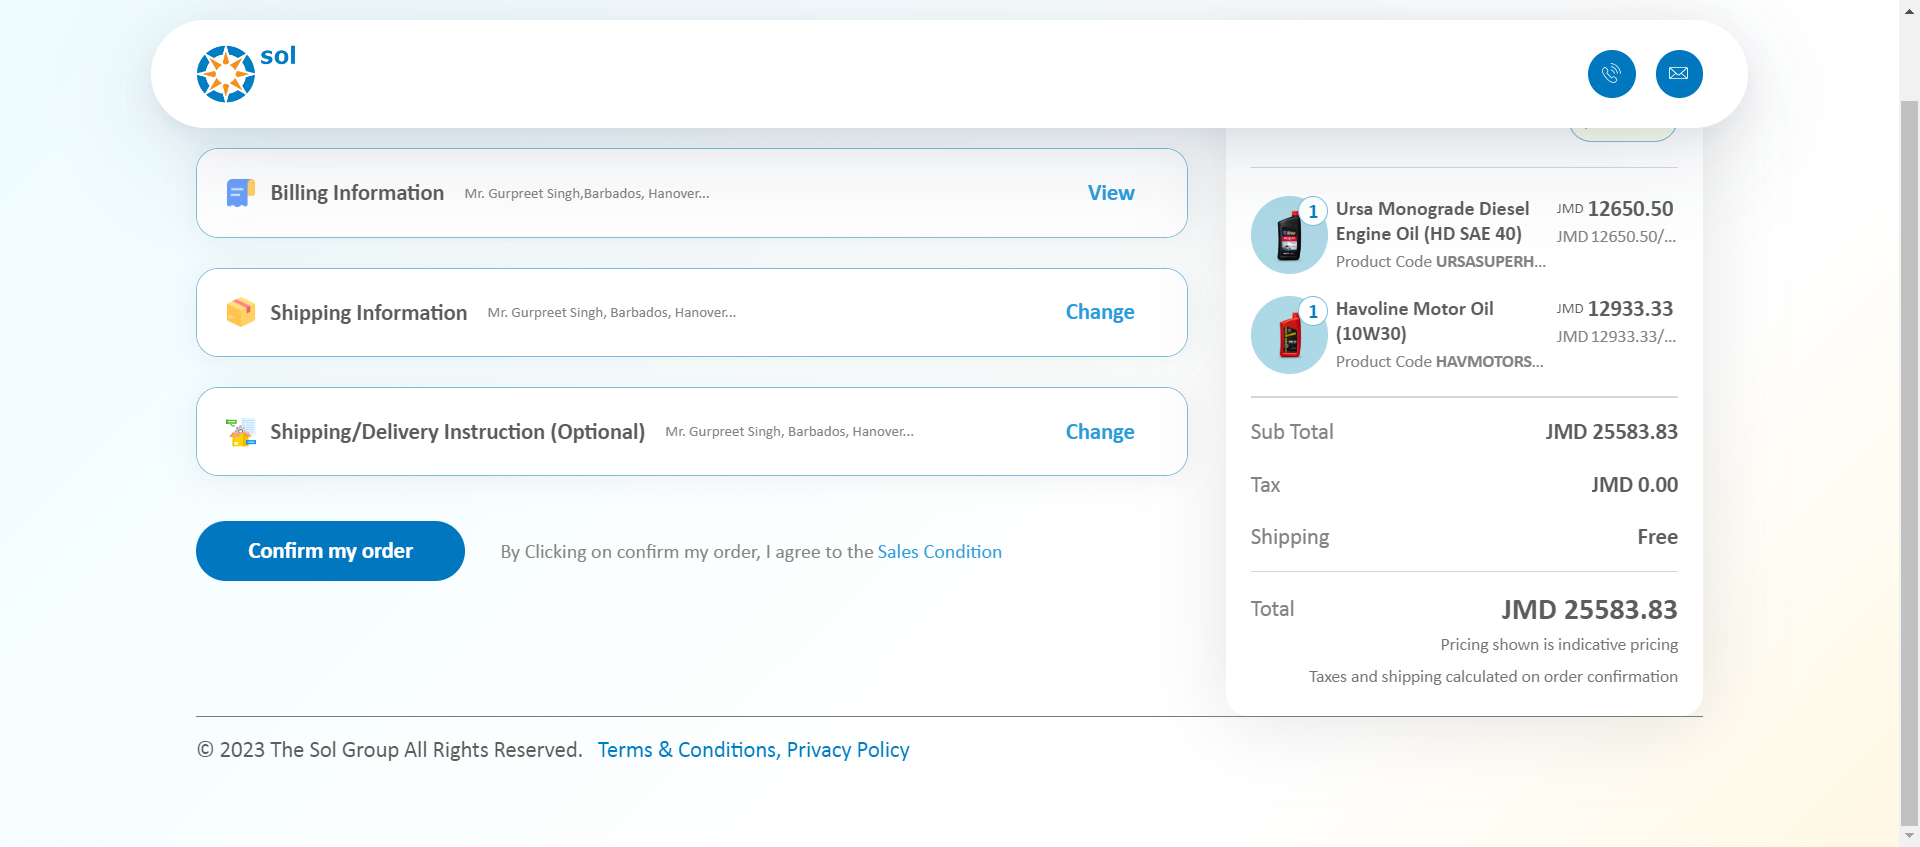 sol
Billing Information Mr. Gurpreet Singh,Barbados, Hanover... View
Shipping Information Mr. Gurpreet Singh, Barbados, Hanover... Change
Shipping/Delivery Instruction (Optional) Mr. Gurpreet Singh, Barbados, Hanover... Change
Confirm my order By Clicking on confirm my order, I agree to the Sales Condition
1
Ursa Monograde Diesel JMD 12650.50
Engine Oil (HD SAE 40) JMD 12650.50/...
Product Code URSASUPERH...
1
Havoline Motor Oil JMD 12933.33
(10W30) JMD 12933.33/...
Product Code HAVMOTORS...
Sub Total JMD 25583.83
Tax JMD 0.00
Shipping Free
Total JMD 25583.83
Pricing shown is indicative pricing
Taxes and shipping calculated on order confirmation
© 2023 The Sol Group All Rights Reserved. Terms & Conditions, Privacy Policy